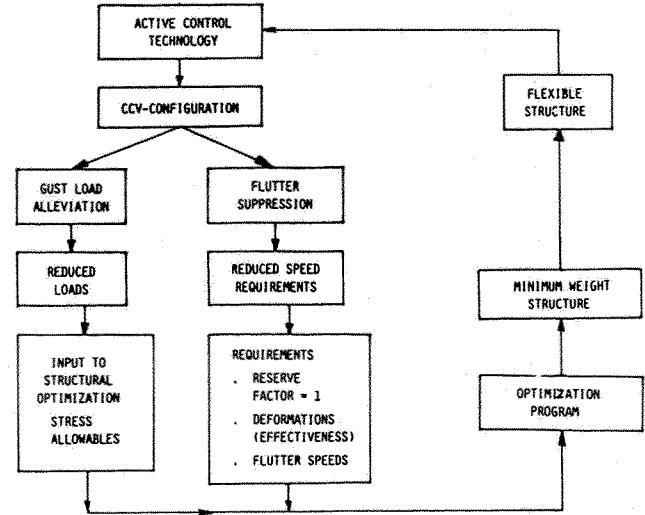 ACTIVE CONTROL
TECHNOLOGY
CCV-CONFIGURATION
GUST LOAD
ALLEVIATION
FLUTTER
SUPPRESSION
REDUCED
LOADS
REDUCED SPEED
REQUIREMENTS
INPUT TO
STRUCTURAL
OPTIMIZATION
STRESS
ALLOWABLES
REQUIREMENTS
. RESERVE
FACTOR = 1
. DEFORMATIONS
(EFFECTIVENESS)
. FLUTTER SPEEDS
FLEXIBLE
STRUCTURE
MINIMUM WEIGHT
STRUCTURE
OPTIMIZATION
PROGRAM